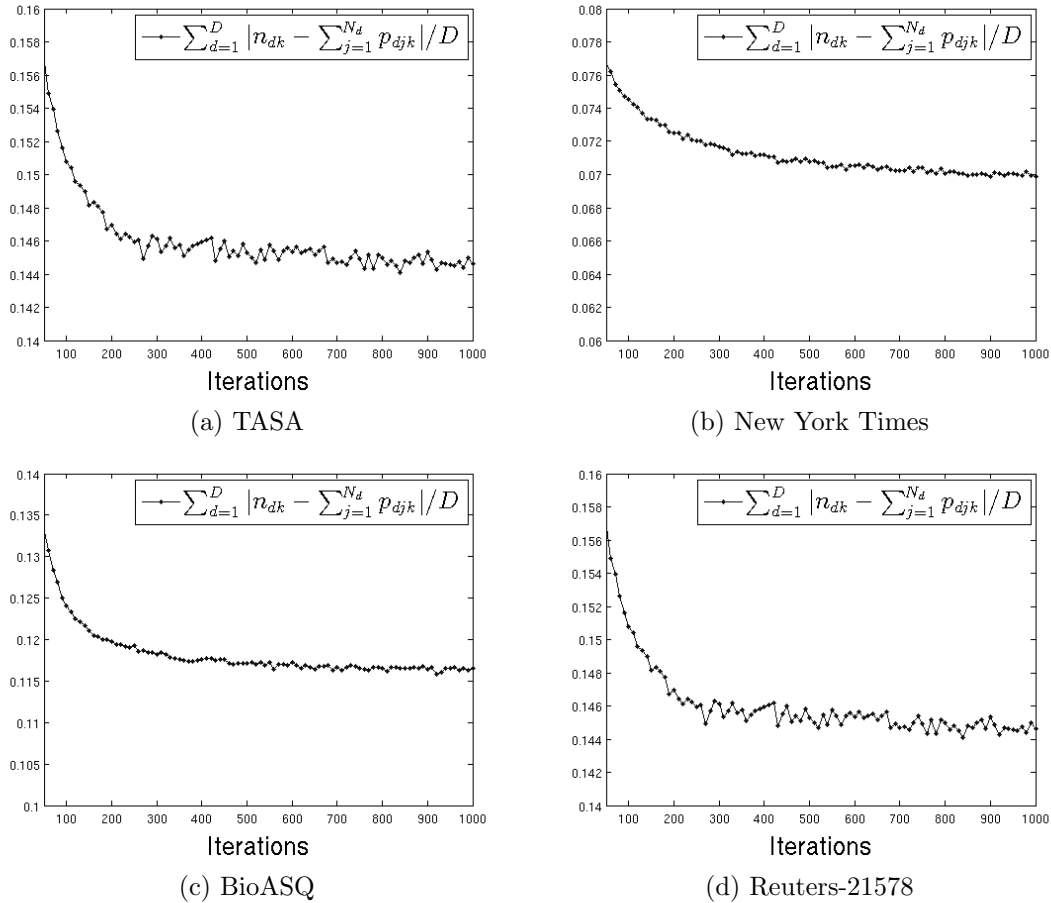 0.16
0.158
0.156
0.154
0.152
0.15
0.148
0.146
0.144
0.142
0.14
∑_{d=1}^{D} |n_{dk} − ∑_{j=1}^{N_d} p_{djk}|/D
100 200 300 400 500 600 700 800 900 1000
Iterations
(a) TASA
0.08
0.078
0.076
0.074
0.072
0.07
0.068
0.066
0.064
0.062
0.06
∑_{d=1}^{D} |n_{dk} − ∑_{j=1}^{N_d} p_{djk}|/D
100 200 300 400 500 600 700 800 900 1000
Iterations
(b) New York Times
0.14
0.135
0.13
0.125
0.12
0.115
0.11
0.105
0.1
∑_{d=1}^{D} |n_{dk} − ∑_{j=1}^{N_d} p_{djk}|/D
100 200 300 400 500 600 700 800 900 1000
Iterations
(c) BioASQ
0.16
0.158
0.156
0.154
0.152
0.15
0.148
0.146
0.144
0.142
0.14
∑_{d=1}^{D} |n_{dk} − ∑_{j=1}^{N_d} p_{djk}|/D
100 200 300 400 500 600 700 800 900 1000
Iterations
(d) Reuters-21578